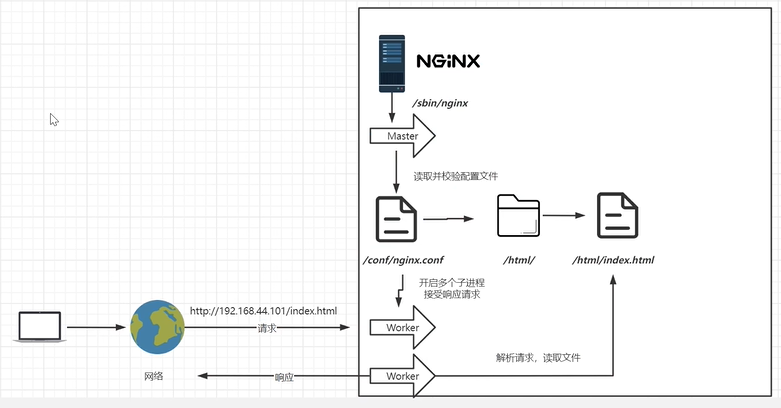 NGINX
/sbin/nginx
Master
读取并校验配置文件
/conf/nginx.conf
/html/
/html/index.html
开启多个子进程
接受响应请求
http://192.168.44.101/index.html
请求
Worker
解析请求，读取文件
网络
响应
Worker